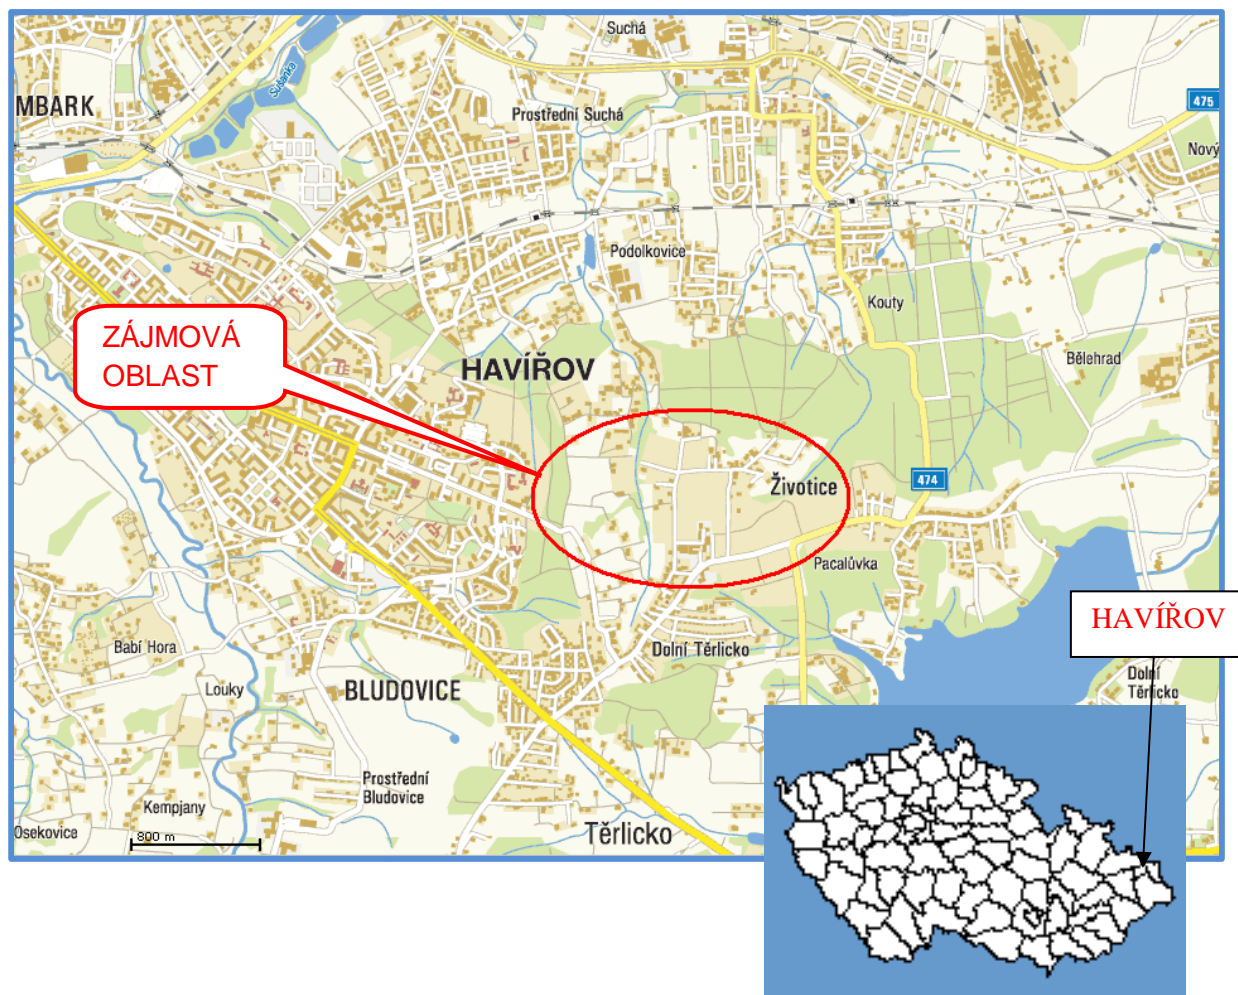 Suchá
Sušanka
475
MBARK
Prostřední Suchá
Nový
Podolkovice
Kouty
ZÁJMOVÁ
OBLAST
HAVÍŘOV
Bělehrad
Životice
474
Pacalůvka
HAVÍŘOV
Babí Hora
Dolní Těrlicko
Louky
BLUDOVICE
Dolní
Těrlicko
Prostřední
Bludovice
Kempjany
Osekovice
800 m
Těrlicko